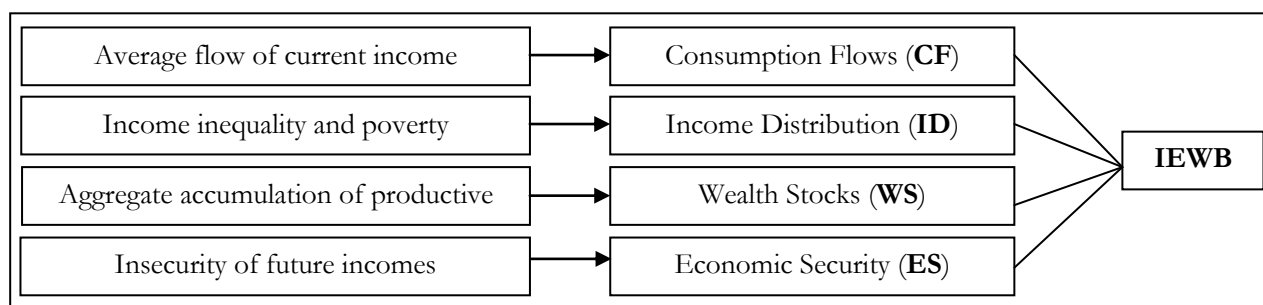 Average flow of current income
Consumption Flows (CF)
Income inequality and poverty
Income Distribution (ID)
IEWB
Aggregate accumulation of productive
Wealth Stocks (WS)
Insecurity of future incomes
Economic Security (ES)